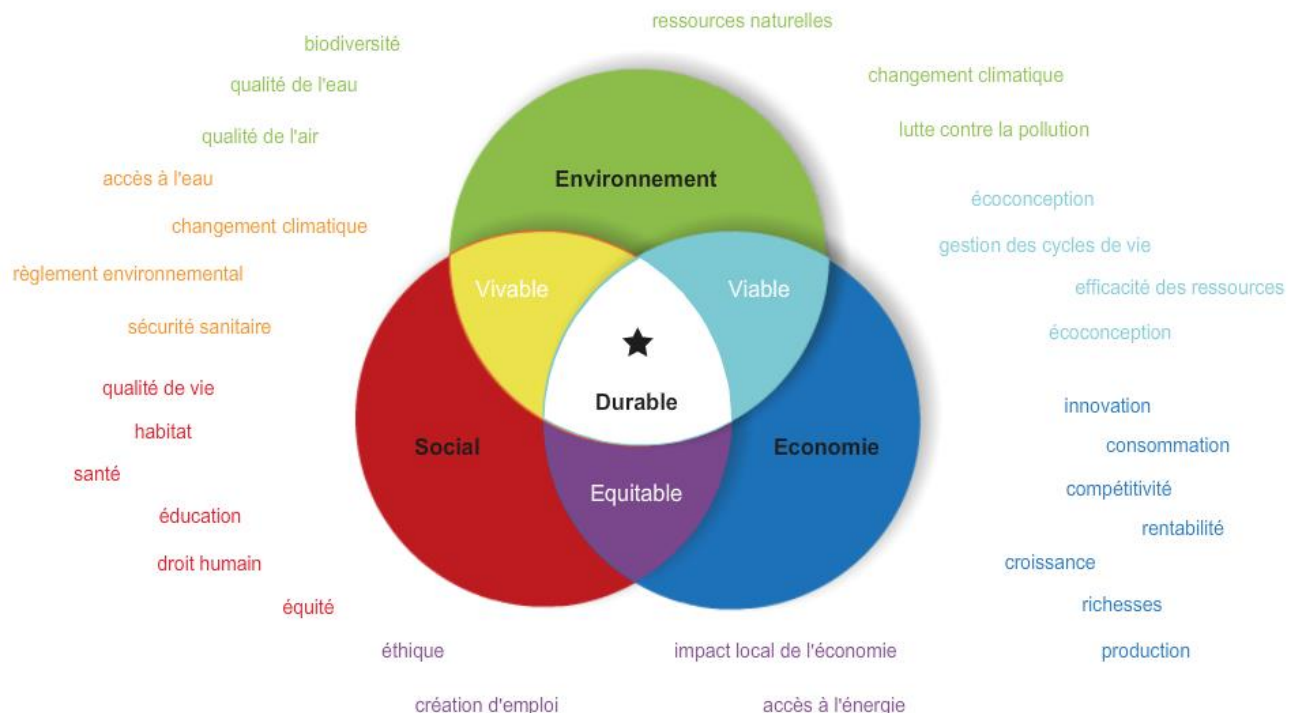 ressources naturelles
biodiversité
changement climatique
qualité de l'eau
lutte contre la pollution
qualité de l'air
Environnement
accès à l'eau
écoconception
changement climatique
gestion des cycles de vie
règlement environnemental
Vivable
Viable
efficacité des ressources
sécurité sanitaire
écoconception
qualité de vie
Durable
innovation
habitat
Social
Economie
consommation
santé
Equitable
compétitivité
éducation
rentabilité
droit humain
croissance
équité
richesses
éthique
impact local de l'économie
production
création d'emploi
accès à l'énergie